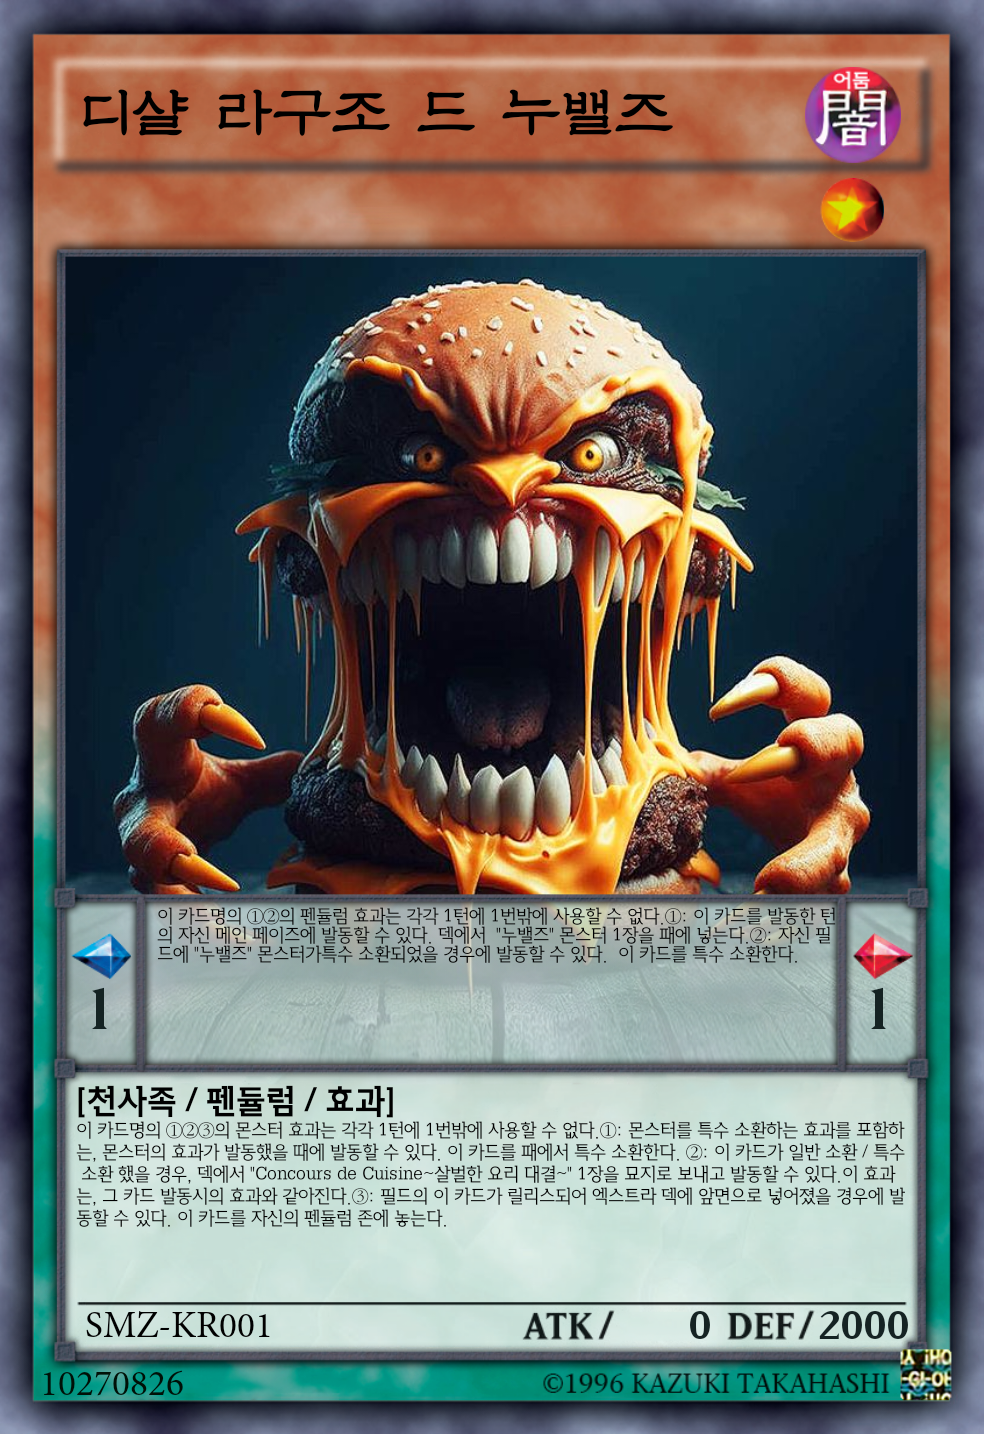 디샬 라구조 드 누밸즈
어둠
闇
이 카드명의 ①②의 펜듈럼 효과는 각각 1턴에 1번밖에 사용할 수 없다.①: 이 카드를 발동한 턴
의 자신 메인 페이즈에 발동할 수 있다. 덱에서 "누밸즈" 몬스터 1장을 패에 넣는다.②: 자신 필
드에 "누밸즈" 몬스터가특수 소환되었을 경우에 발동할 수 있다. 이 카드를 특수 소환한다.
1
1
[천사족 / 펜듈럼 / 효과]
이 카드명의 ①②③의 몬스터 효과는 각각 1턴에 1번밖에 사용할 수 없다.①: 몬스터를 특수 소환하는 효과를 포함하
는, 몬스터의 효과가 발동했을 때에 발동할 수 있다. 이 카드를 패에서 특수 소환한다. ②: 이 카드가 일반 소환 / 특수
소환 했을 경우, 덱에서 "Concours de Cuisine~살벌한 요리 대결~" 1장을 묘지로 보내고 발동할 수 있다.이 효과
는, 그 카드 발동시의 효과와 같아진다.③: 필드의 이 카드가 릴리스되어 엑스트라 덱에 앞면으로 넣어졌을 경우에 발
동할 수 있다. 이 카드를 자신의 펜듈럼 존에 놓는다.
SMZ-KR001
ATK/ 0 DEF/2000
10270826
©1996 KAZUKI TAKAHASHI